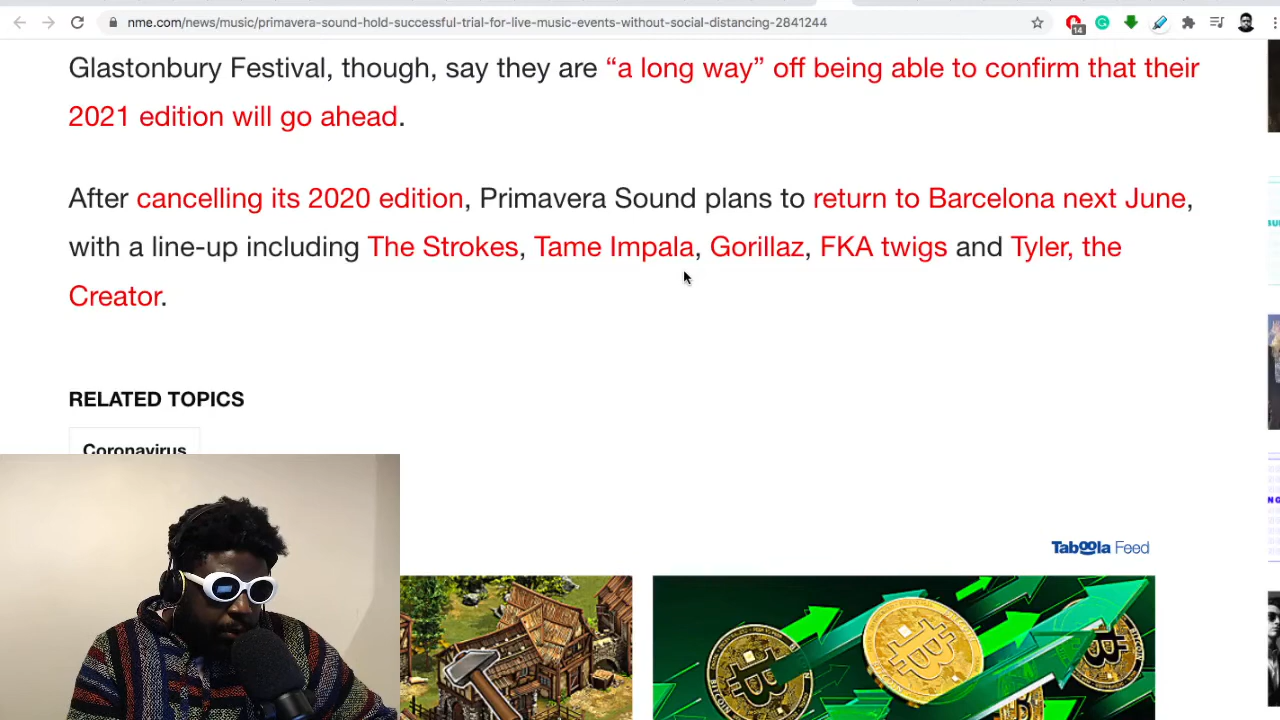 nme.com/news/music/primavera-sound-hold-successful-trial-for-live-music-events-without-social-distancing-2841244
14
Glastonbury Festival, though, say they are “a long way” off being able to confirm that their
2021 edition will go ahead.
After cancelling its 2020 edition, Primavera Sound plans to return to Barcelona next June,
with a line-up including The Strokes, Tame Impala, Gorillaz, FKA twigs and Tyler, the
Creator.
RELATED TOPICS
Coronavirus
Taboola Feed